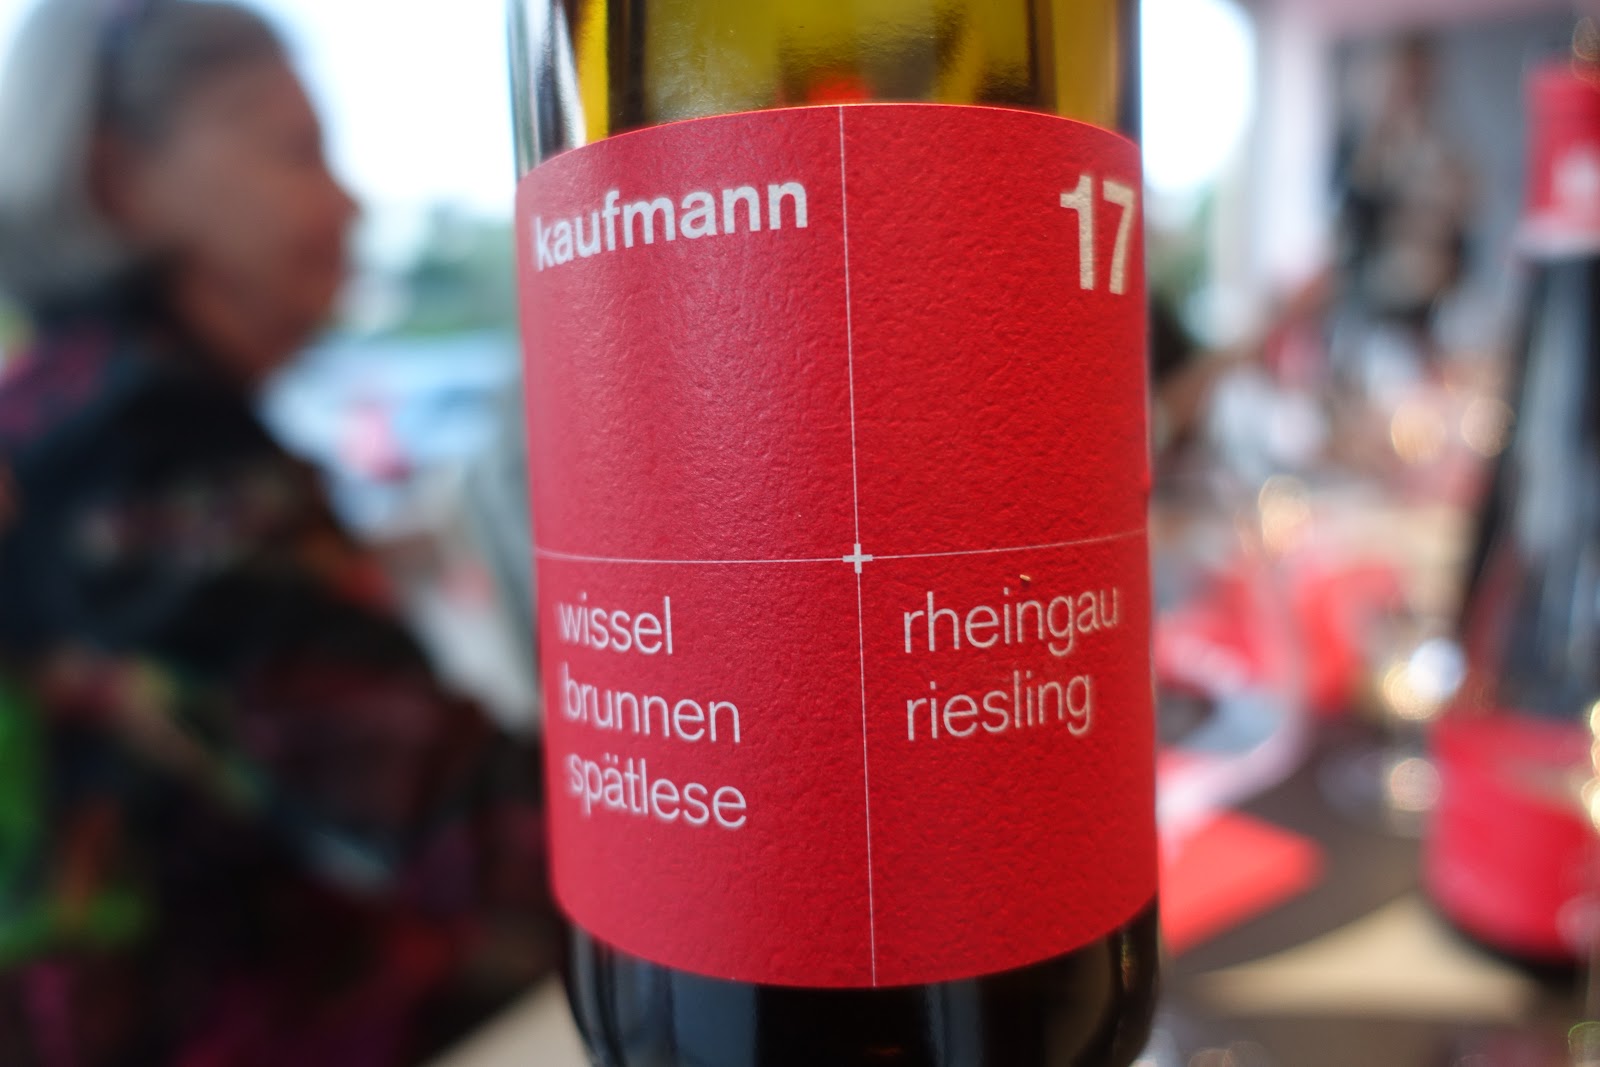 kaufmann
17
wissel
brunnen
spätlese
rheingau
riesling